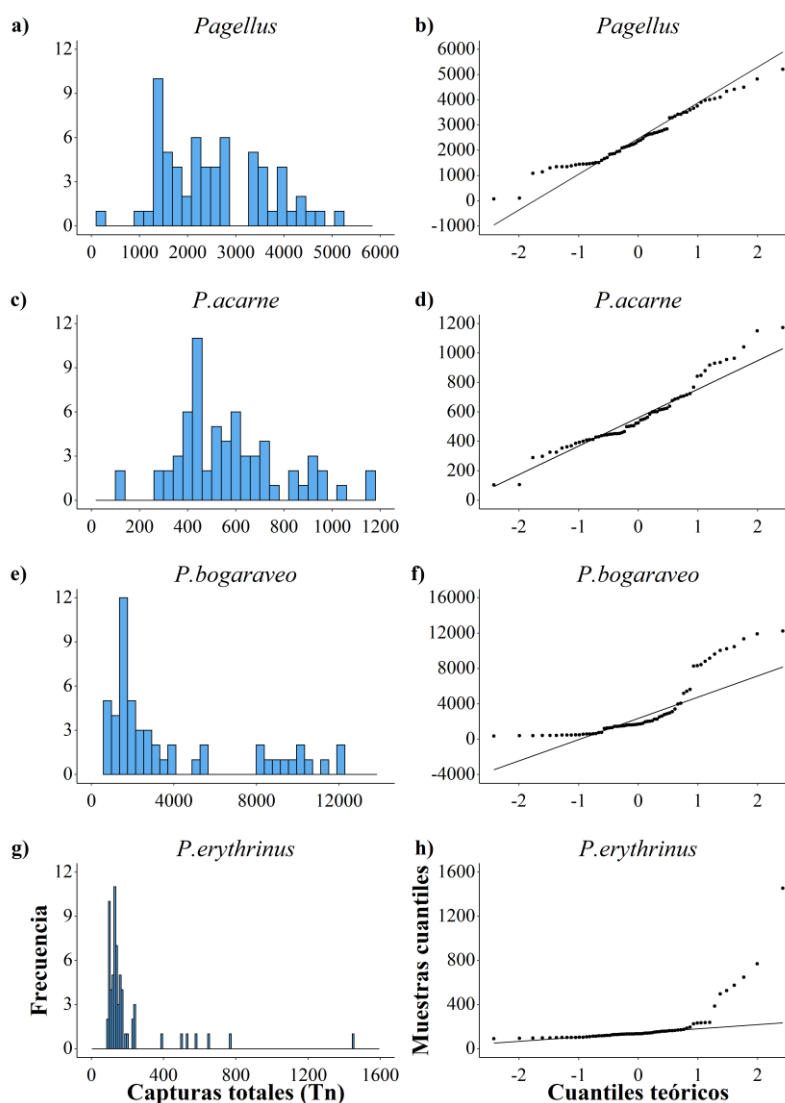 a) Pagellus
12
9
6
3
0
0 1000 2000 3000 4000 5000 6000
b) Pagellus
6000
5000
4000
3000
2000
1000
0
-1000
-2 -1 0 1 2
c) P.acarne
12
9
6
3
0
0 200 400 600 800 1000 1200
d) P.acarne
1200
1000
800
600
400
200
0
-2 -1 0 1 2
e) P.bogaraveo
12
9
6
3
0
0 4000 8000 12000
f) P.bogaraveo
16000
12000
8000
4000
0
-4000
-2 -1 0 1 2
g) P.erythrinus
12
9
6
3
0
Frecuencia
0 400 800 1200 1600
Capturas totales (Tn)
h) P.erythrinus
1600
1200
800
400
0
Muestras cuantiles
-2 -1 0 1 2
Cuantiles teóricos